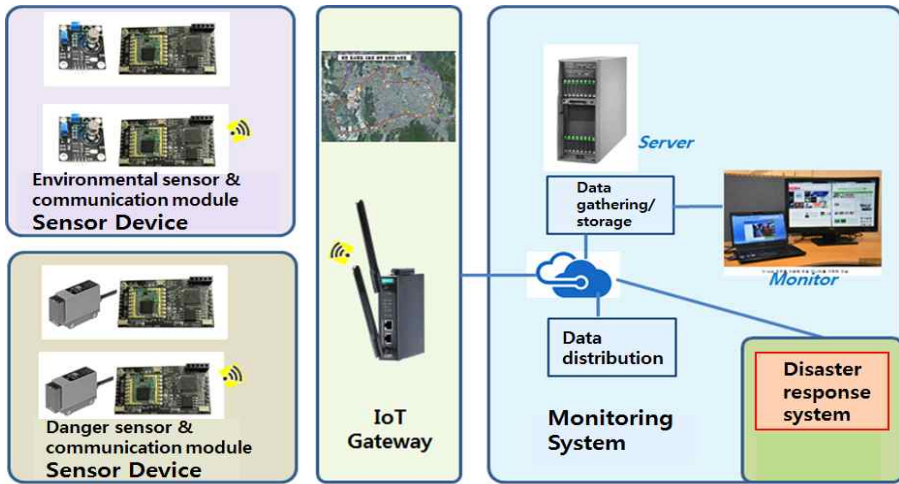 Environmental sensor &
communication module
Sensor Device
Danger sensor &
communication module
Sensor Device
IoT
Gateway
Server
Data
gathering/
storage
Monitor
Data
distribution
Monitoring
System
Disaster
response
system